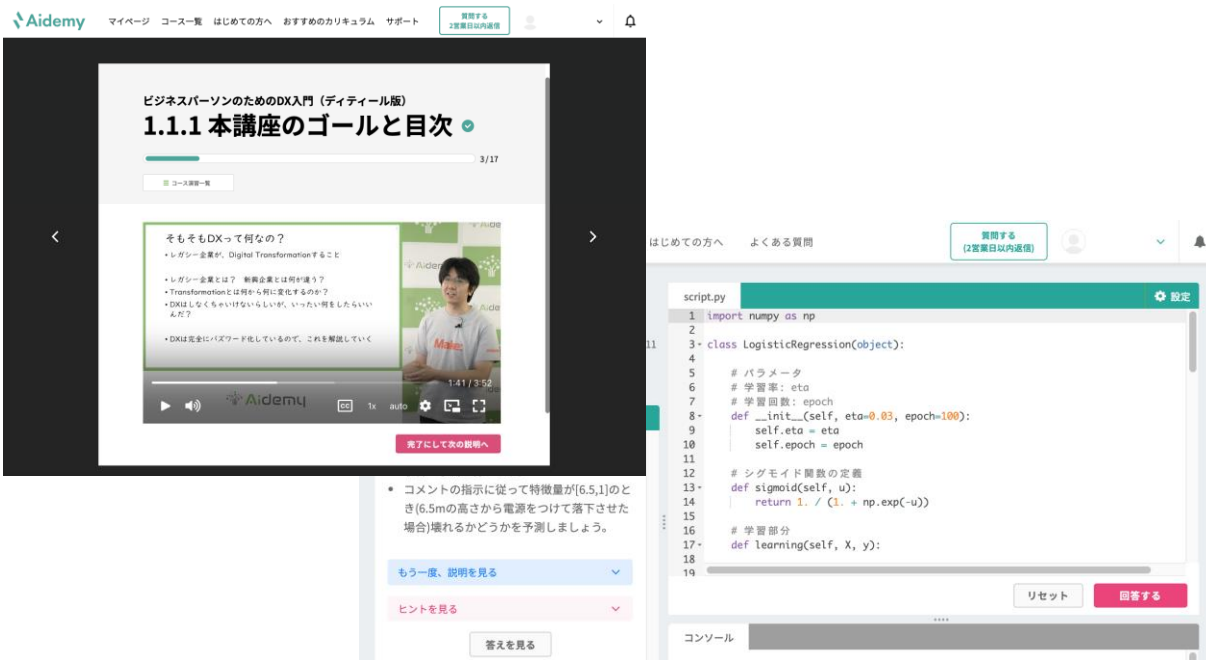 Aidemy
マイページ コース一覧 はじめての方へ おすすめのカリキュラム サポート
質問する
2営業日以内返信
ビジネスパーソンのためのDX入門（ディティール版）
1.1.1 本講座のゴールと目次
3/17
コース演習一覧
そもそもDXって何なの？
・レガシー企業が、Digital Transformationすること
・レガシー企業とは？ 新興企業とは何が違う？
・Transformationとは何から何に変化するのか？
・DXはしなくちゃいけないらしいが、いったい何をしたらいい
んだ？
・DXは完全にバズワード化しているので、これを解説していく
Aidemy
1:41 / 3:52
CC 1x auto
完了にして次の説明へ
はじめての方へ よくある質問
質問する
(2営業日以内返信)
11
script.py
設定
1 import numpy as np
2
3 class LogisticRegression(object):
4
5 # パラメータ
6 # 学習率: eta
7 # 学習回数: epoch
8 def __init__(self, eta=0.03, epoch=100):
9 self.eta = eta
10 self.epoch = epoch
11
12 # シグモイド関数の定義
13 def sigmoid(self, u):
14 return 1. / (1. + np.exp(-u))
15
16 # 学習部分
17 def learning(self, X, y):
18
19
• コメントの指示に従って特徴量が[6.5,1]のと
き(6.5mの高さから電源をつけて落下させた
場合)壊れるかどうかを予測しましょう。
もう一度、説明を見る
ヒントを見る
答えを見る
リセット 回答する
コンソール